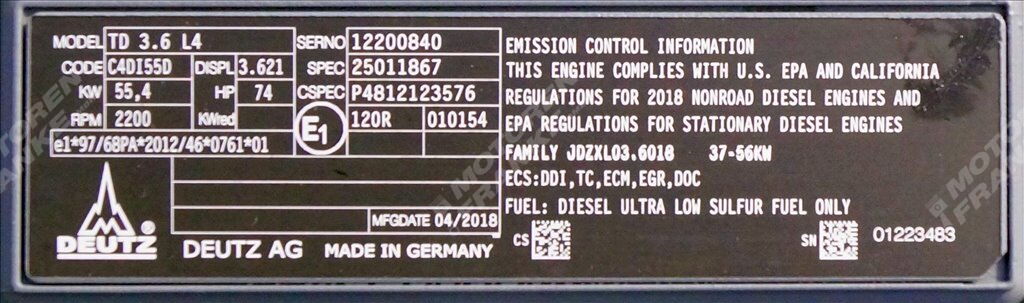 MODEL TD 3.6 L4 SERNO 12200840
CODE C4DI55D DISPL 3.621 SPEC 25011867
KW 55,4 HP 74 CSPEC P4812123576
RPM 2200 KWred E1 120R 010154
e1*97/68PA*2012/46*0761*01
MFGDATE 04/2018
DEUTZ DEUTZ AG MADE IN GERMANY
EMISSION CONTROL INFORMATION
THIS ENGINE COMPLIES WITH U.S. EPA AND CALIFORNIA
REGULATIONS FOR 2018 NONROAD DIESEL ENGINES AND
EPA REGULATIONS FOR STATIONARY DIESEL ENGINES
FAMILY JDZXL03.6018 37-56KW
ECS:DDI,TC,ECM,EGR,DOC
FUEL: DIESEL ULTRA LOW SULFUR FUEL ONLY
CS SN 01223483